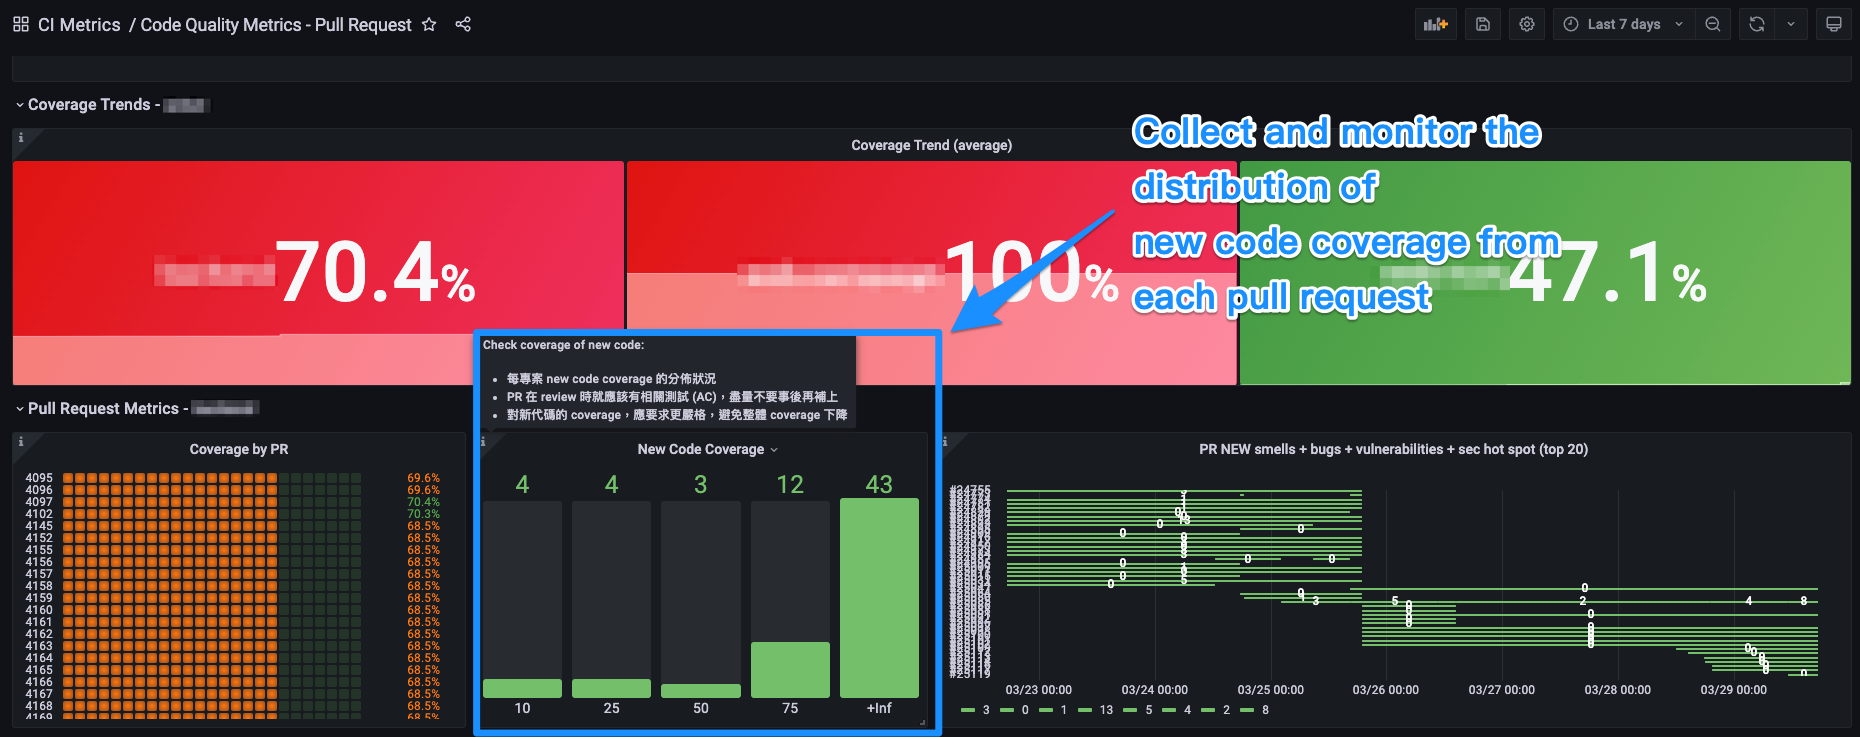 CI Metrics / Code Quality Metrics - Pull Request
Last 7 days
Coverage Trends -
Coverage Trend (average)
70.4%
100%
47.1%
Collect and monitor the
distribution of
new code coverage from
each pull request
Check coverage of new code:
每專案 new code coverage 的分佈狀況
PR 在 review 時就應該有相關測試 (AC)，盡量不要事後再補上
對新代碼的 coverage，應要求更嚴格，避免整體 coverage 下降
Pull Request Metrics -
Coverage by PR
4095 69.6%
4096 69.6%
4097 70.4%
4102 70.3%
4145 68.5%
4152 68.5%
4155 68.5%
4156 68.5%
4157 68.5%
4158 68.5%
4159 68.5%
4160 68.5%
4161 68.5%
4162 68.5%
4163 68.5%
4164 68.5%
4165 68.5%
4166 68.5%
4167 68.5%
4168 68.5%
4169 68.5%
New Code Coverage
4 4 3 12 43
10 25 50 75 +Inf
PR NEW smells + bugs + vulnerabilities + sec hot spot (top 20)
#24755
#25119
03/23 00:00 03/24 00:00 03/25 00:00 03/26 00:00 03/27 00:00 03/28 00:00 03/29 00:00
3 0 1 13 5 4 2 8